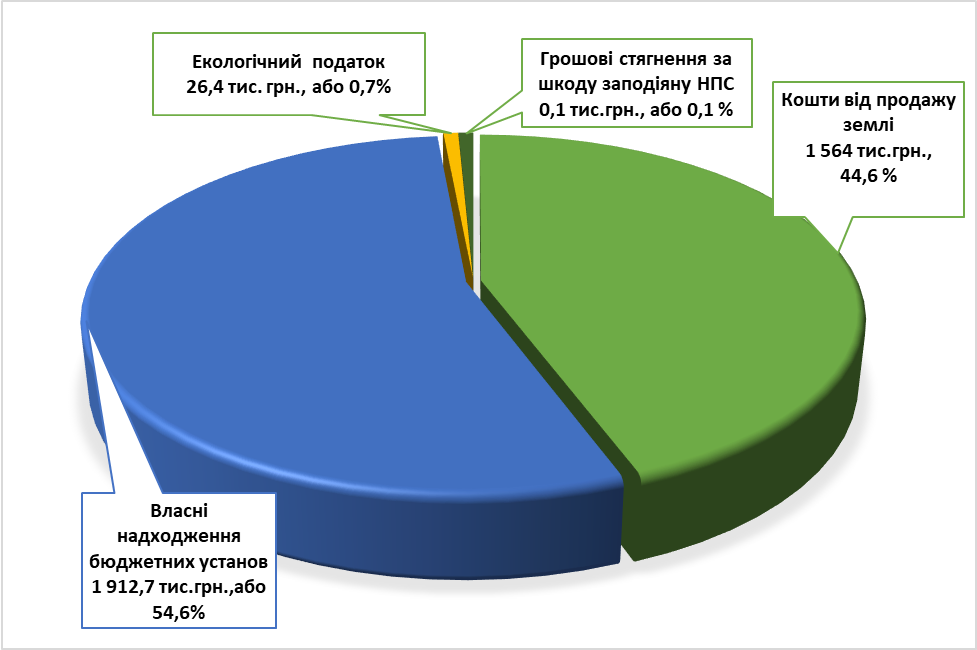 Екологічний податок
26,4 тис. грн., або 0,7%
Грошові стягнення за
шкоду заподіяну НПС
0,1 тис.грн., або 0,1 %
Кошти від продажу
землі
1 564 тис.грн.,
44,6 %
Власні
надходження
бюджетних установ
1 912,7 тис.грн.,або
54,6%